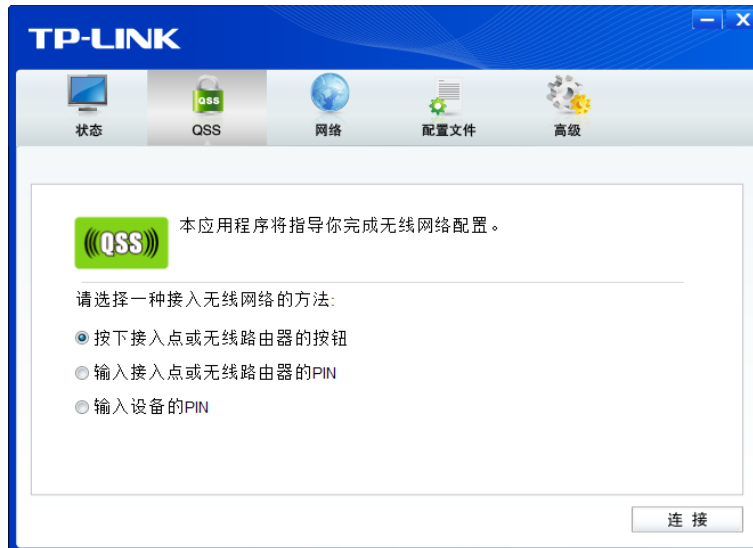 TP-LINK
状态
QSS
QSS
网络
配置文件
高级
QSS
本应用程序将指导你完成无线网络配置。
请选择一种接入无线网络的方法:
按下接入点或无线路由器的按钮
输入接入点或无线路由器的PIN
输入设备的PIN
连 接